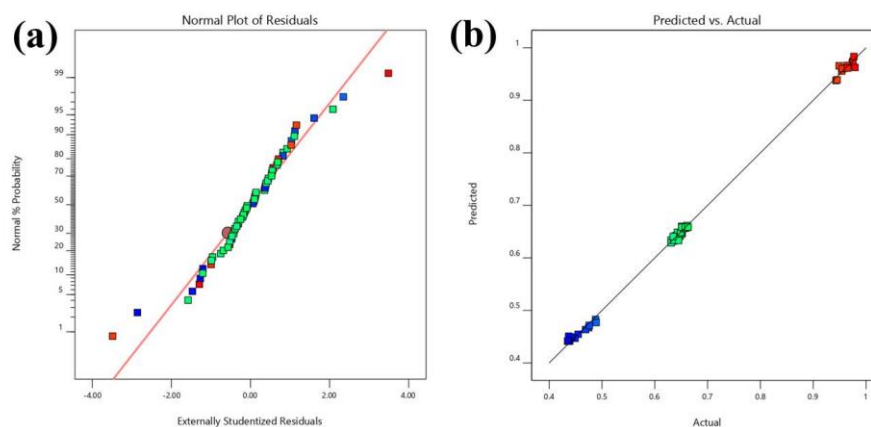 (a)
Normal Plot of Residuals
Normal % Probability
99
95
90
80
70
50
30
20
10
5
1
-4.00 -2.00 0.00 2.00 4.00
Externally Studentized Residuals
(b)
Predicted vs. Actual
Predicted
1
0.9
0.8
0.7
0.6
0.5
0.4
0.4 0.5 0.6 0.7 0.8 0.9 1
Actual